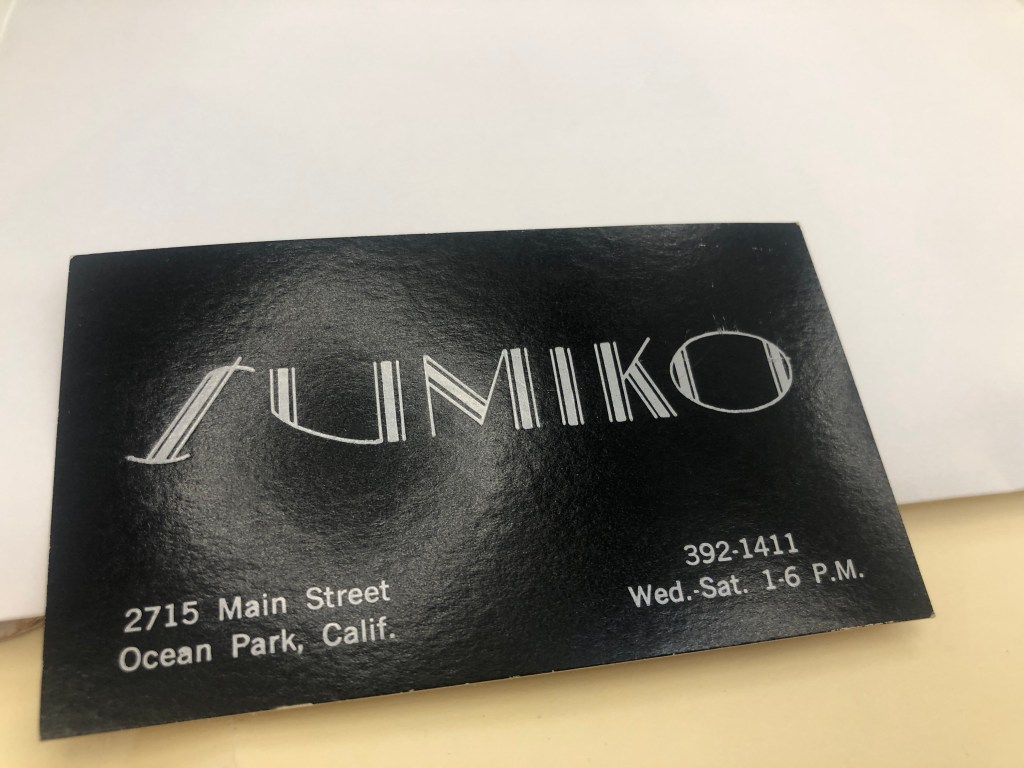 SUMIKO
2715 Main Street
Ocean Park, Calif.
392-1411
Wed.-Sat. 1-6 P.M.